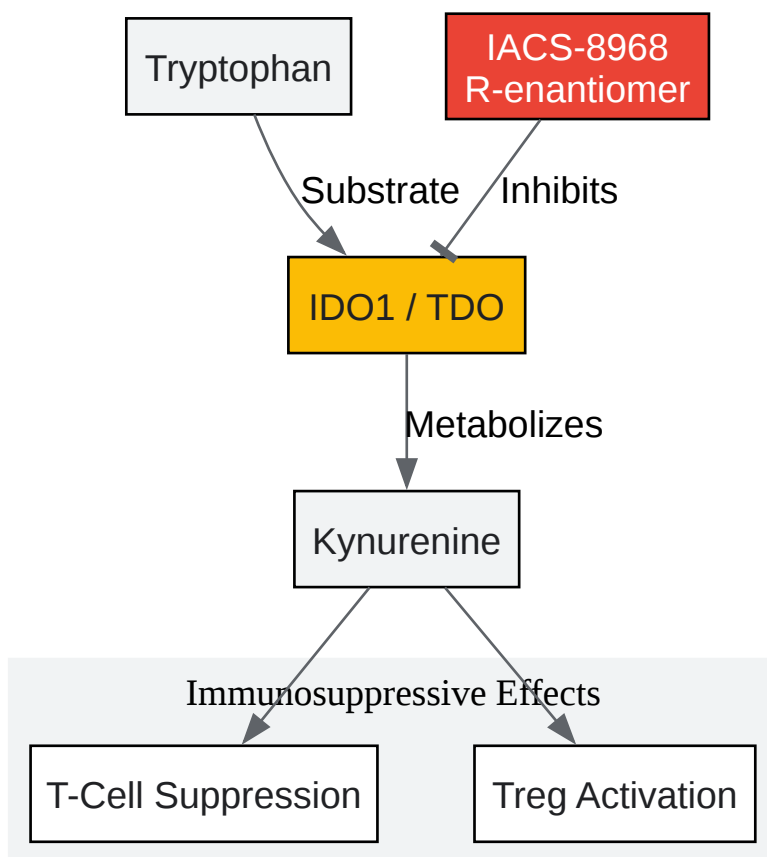 Tryptophan
IACS-8968
R-enantiomer
Substrate
Inhibits
IDO1 / TDO
Metabolizes
Kynurenine
Immunosuppressive Effects
T-Cell Suppression
Treg Activation